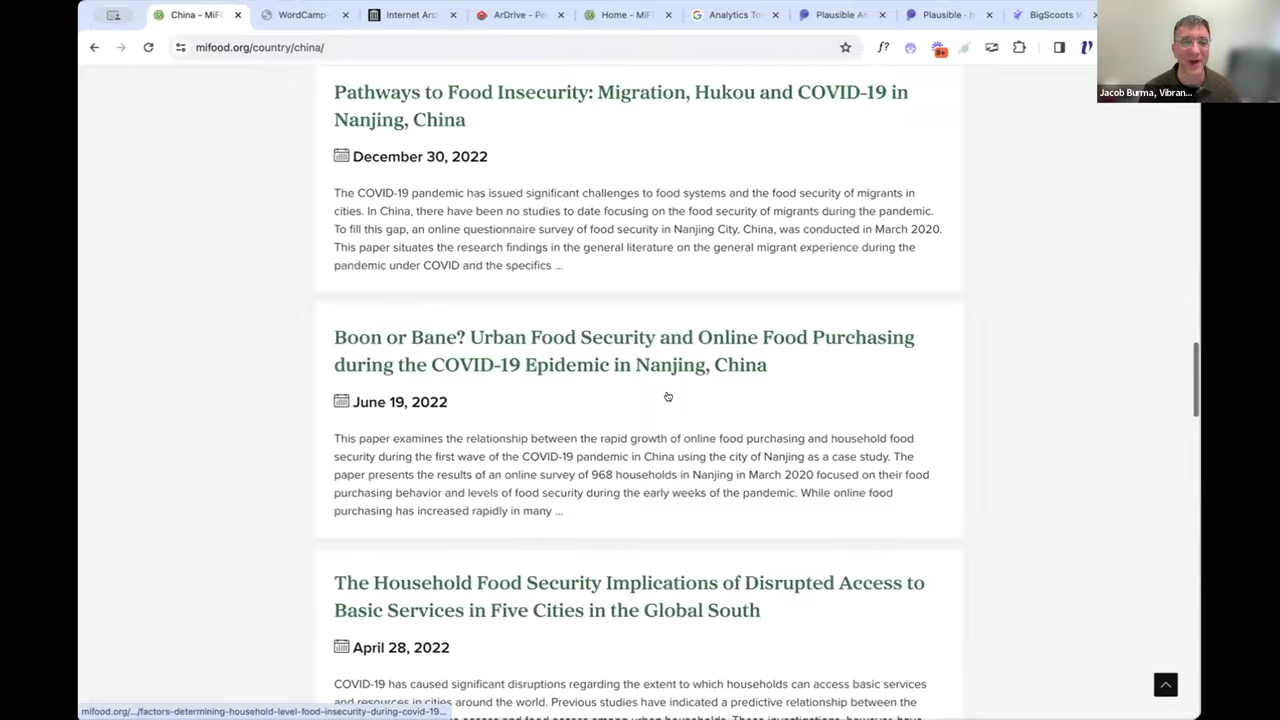 China - MiFO
WordCamp
Internet Arc
ArDrive - Pe
Home - MiF
Analytics To
Plausible An
Plausible - h
BigScoots W
mifood.org/country/china/
f?
9+
Jacob Burma, Vibran...
Pathways to Food Insecurity: Migration, Hukou and COVID-19 in
Nanjing, China
December 30, 2022
The COVID-19 pandemic has issued significant challenges to food systems and the food security of migrants in
cities. In China, there have been no studies to date focusing on the food security of migrants during the pandemic.
To fill this gap, an online questionnaire survey of food security in Nanjing City, China, was conducted in March 2020.
This paper situates the research findings in the general literature on the general migrant experience during the
pandemic under COVID and the specifics ...
Boon or Bane? Urban Food Security and Online Food Purchasing
during the COVID-19 Epidemic in Nanjing, China
June 19, 2022
This paper examines the relationship between the rapid growth of online food purchasing and household food
security during the first wave of the COVID-19 pandemic in China using the city of Nanjing as a case study. The
paper presents the results of an online survey of 968 households in Nanjing in March 2020 focused on their food
purchasing behavior and levels of food security during the early weeks of the pandemic. While online food
purchasing has increased rapidly in many ...
The Household Food Security Implications of Disrupted Access to
Basic Services in Five Cities in the Global South
April 28, 2022
COVID-19 has caused significant disruptions regarding the extent to which households can access basic services
and resources in cities around the world. Previous studies have indicated a predictive relationship between the
mifood.org/.../factors-determining-household-level-food-insecurity-during-covid-19...